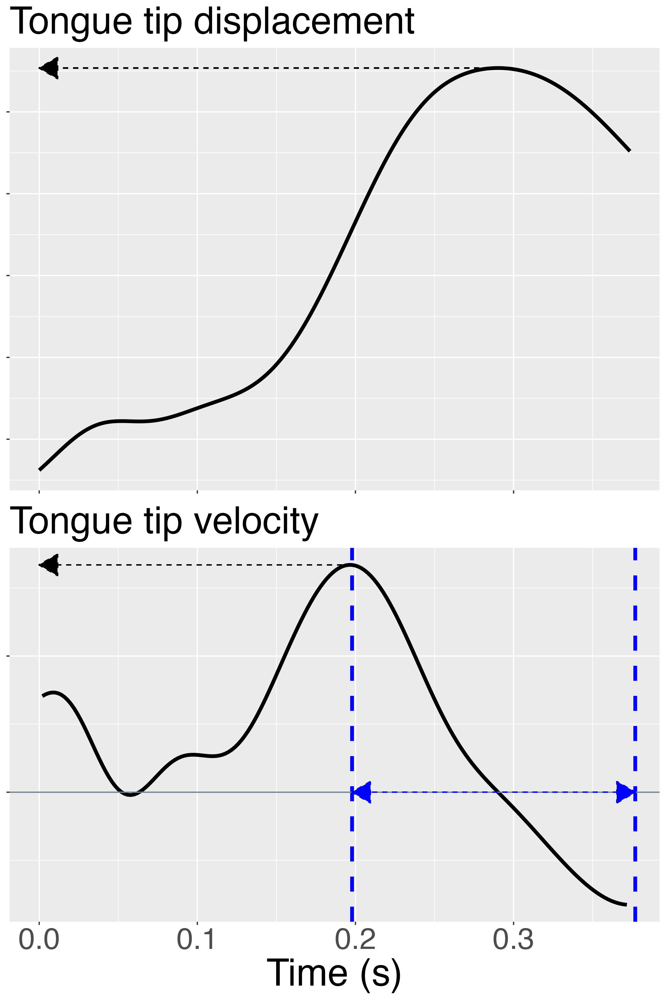 Tongue tip displacement
Tongue tip velocity
0.0 0.1 0.2 0.3
Time (s)